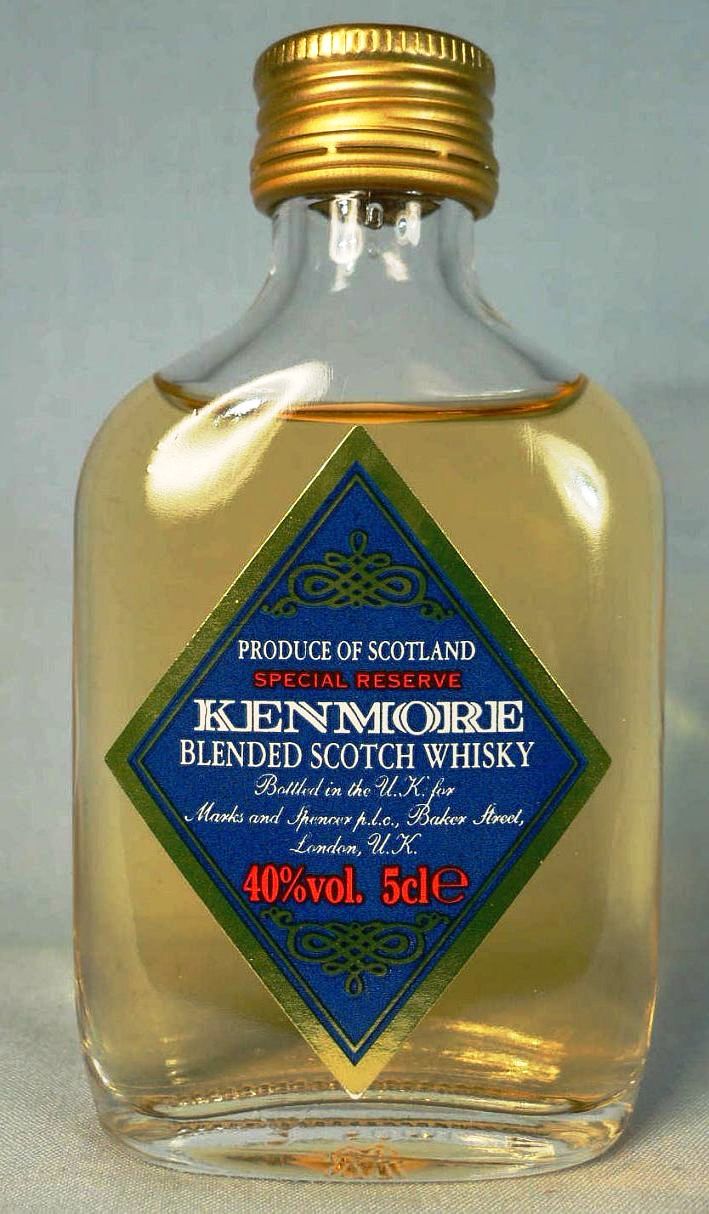 PRODUCE OF SCOTLAND
SPECIAL RESERVE
KENMORE
BLENDED SCOTCH WHISKY
Bottled in the U.K. for
Marks and Spencer p.l.c., Baker Street,
London, U.K.
40%vol. 5cl℮